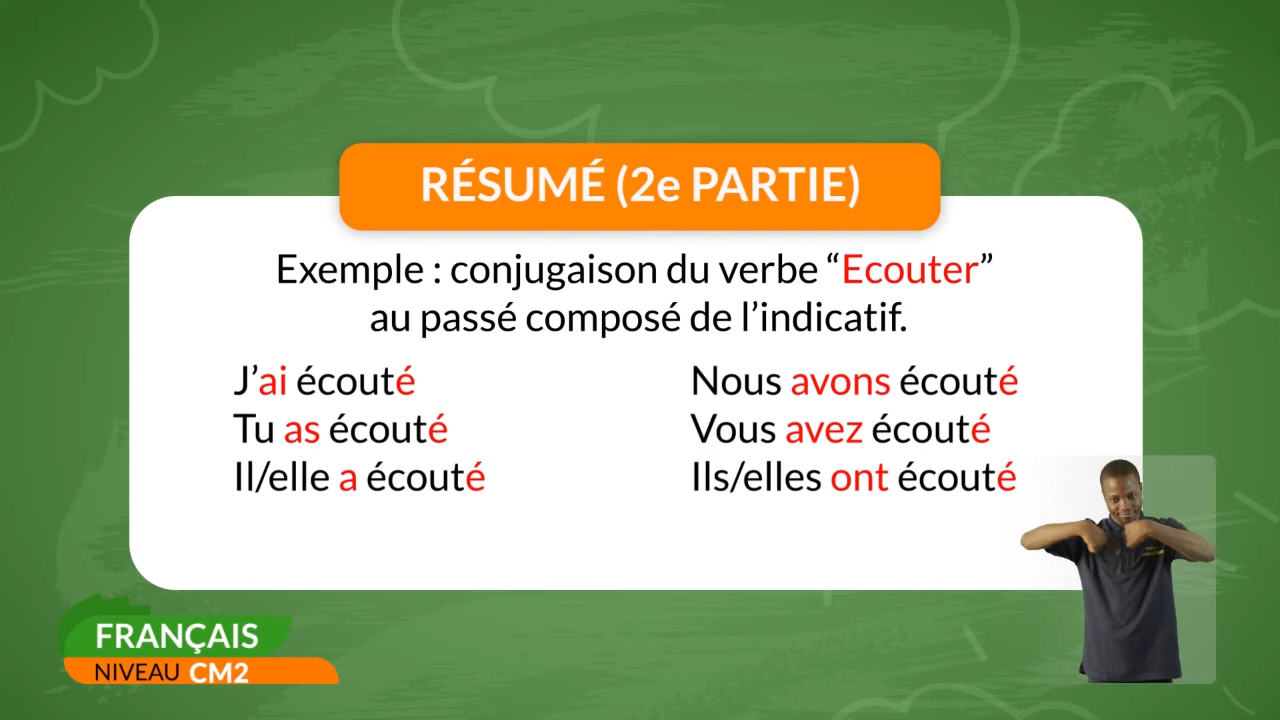 RÉSUMÉ (2e PARTIE)
Exemple : conjugaison du verbe “Ecouter”
au passé composé de l’indicatif.
J’ai écouté
Tu as écouté
Il/elle a écouté
Nous avons écouté
Vous avez écouté
Ils/elles ont écouté
FRANÇAIS
NIVEAU CM2